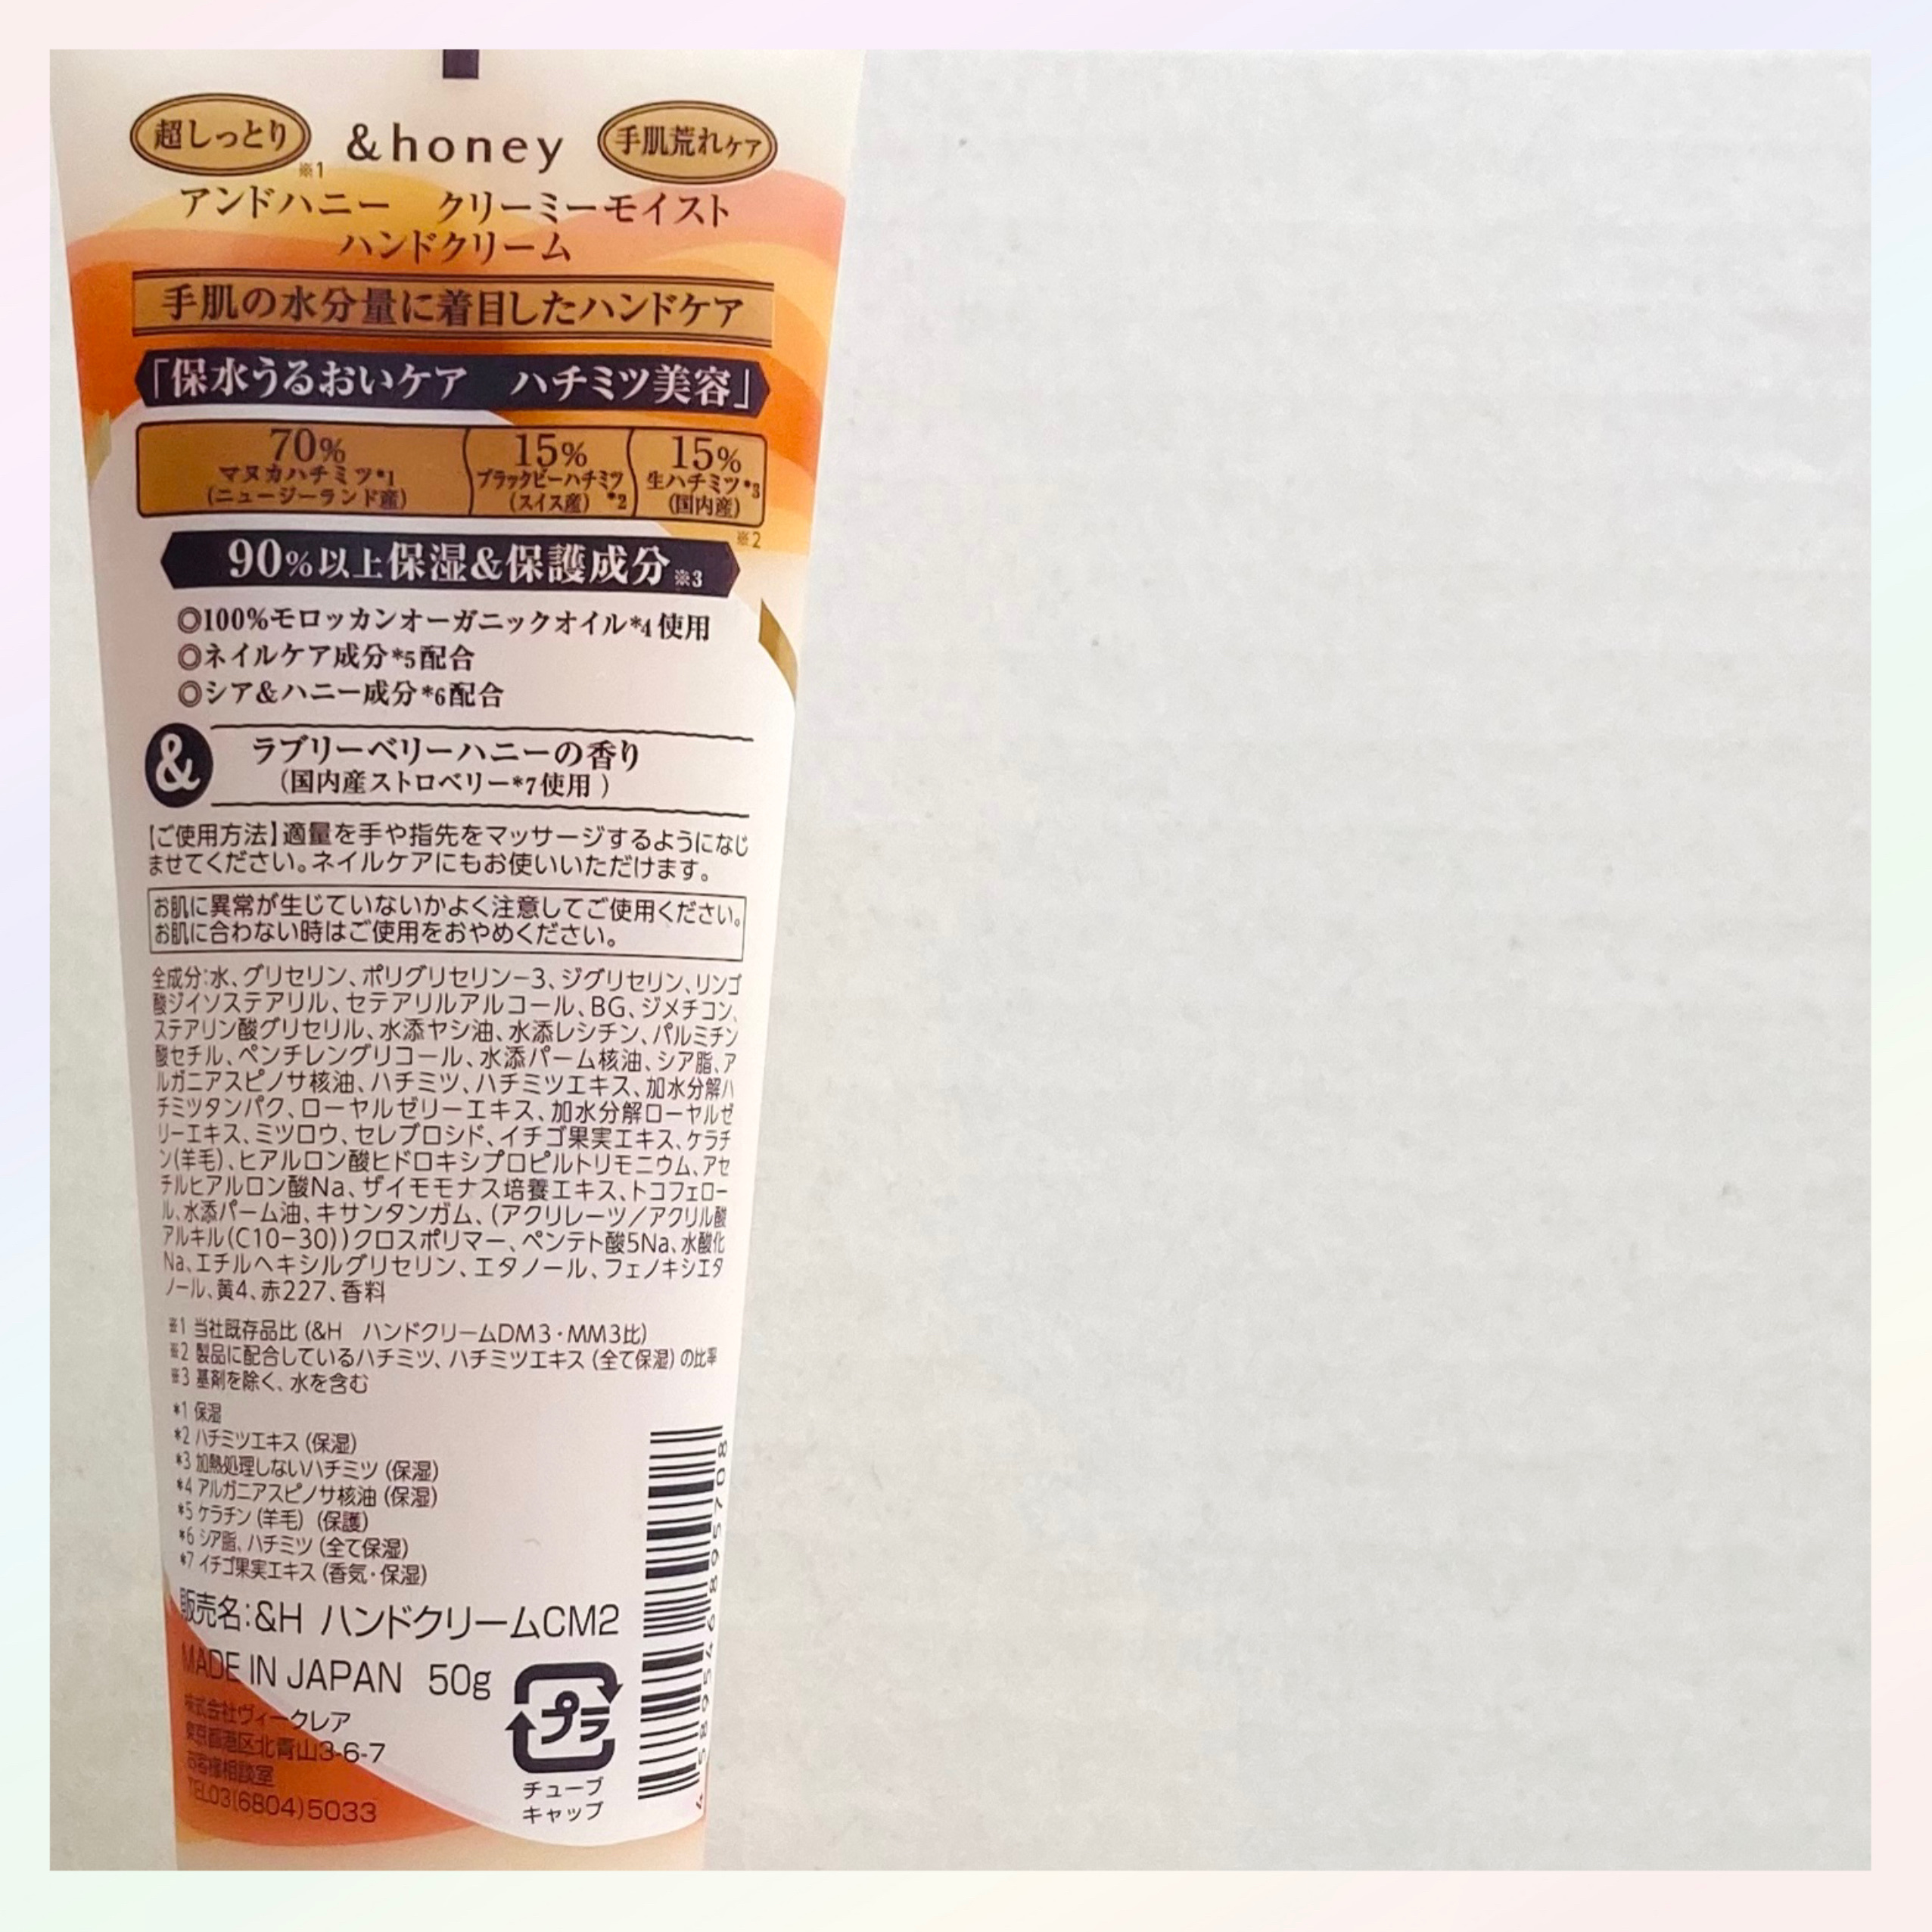 超しっとり ※1 &honey 手肌荒れケア
アンドハニー クリーミーモイスト
ハンドクリーム
手肌の水分量に着目したハンドケア
「保水うるおいケア ハチミツ美容」
70% 15% 15%
マヌカハチミツ*1 ブラックビーハチミツ 生ハチミツ*3
(ニュージーランド産) (スイス産) *2 (国内産)
※2
90%以上保湿&保護成分※3
◎100%モロッカンオーガニックオイル*4使用
◎ネイルケア成分*5配合
◎シア&ハニー成分*6配合
& ラブリーベリーハニーの香り
(国内産ストロベリー*7使用)
【ご使用方法】適量を手や指先をマッサージするようになじ
ませてください。ネイルケアにもお使いいただけます。
お肌に異常が生じていないかよく注意してご使用ください。
お肌に合わない時はご使用をおやめください。
全成分:水、グリセリン、ポリグリセリン-3、ジグリセリン、リンゴ
酸ジイソステアリル、セテアリルアルコール、BG、ジメチコン、
ステアリン酸グリセリル、水添ヤシ油、水添レシチン、パルミチン
酸セチル、ペンチレングリコール、水添パーム核油、シア脂、ア
ルガニアスピノサ核油、ハチミツ、ハチミツエキス、加水分解ハ
チミツタンパク、ローヤルゼリーエキス、加水分解ローヤルゼ
リーエキス、ミツロウ、セレブロシド、イチゴ果実エキス、ケラチ
ン(羊毛)、ヒアルロン酸ヒドロキシプロピルトリモニウム、アセ
チルヒアルロン酸Na、ザイモモナス培養エキス、トコフェロー
ル、水添パーム油、キサンタンガム、(アクリレーツ/アクリル酸
アルキル(C10-30))クロスポリマー、ペンテト酸5Na、水酸化
Na、エチルヘキシルグリセリン、エタノール、フェノキシエタ
ノール、黄4、赤227、香料
※1 当社既存品比 (&H ハンドクリームDM3・MM3比)
※2 製品に配合しているハチミツ、ハチミツエキス (全て保湿) の比率
※3 基剤を除く、水を含む
*1 保湿
*2 ハチミツエキス (保湿)
*3 加熱処理しないハチミツ (保湿)
*4 アルガニアスピノサ核油 (保湿)
*5 ケラチン (羊毛) (保護)
*6 シア脂、ハチミツ (全て保湿)
*7 イチゴ果実エキス (香気・保湿)
販売名:&H ハンドクリームCM2
MADE IN JAPAN 50g
株式会社ヴィークレア
東京都港区北青山3-6-7
お客様相談室
TEL03(6804)5033
プラ
チューブ
キャップ